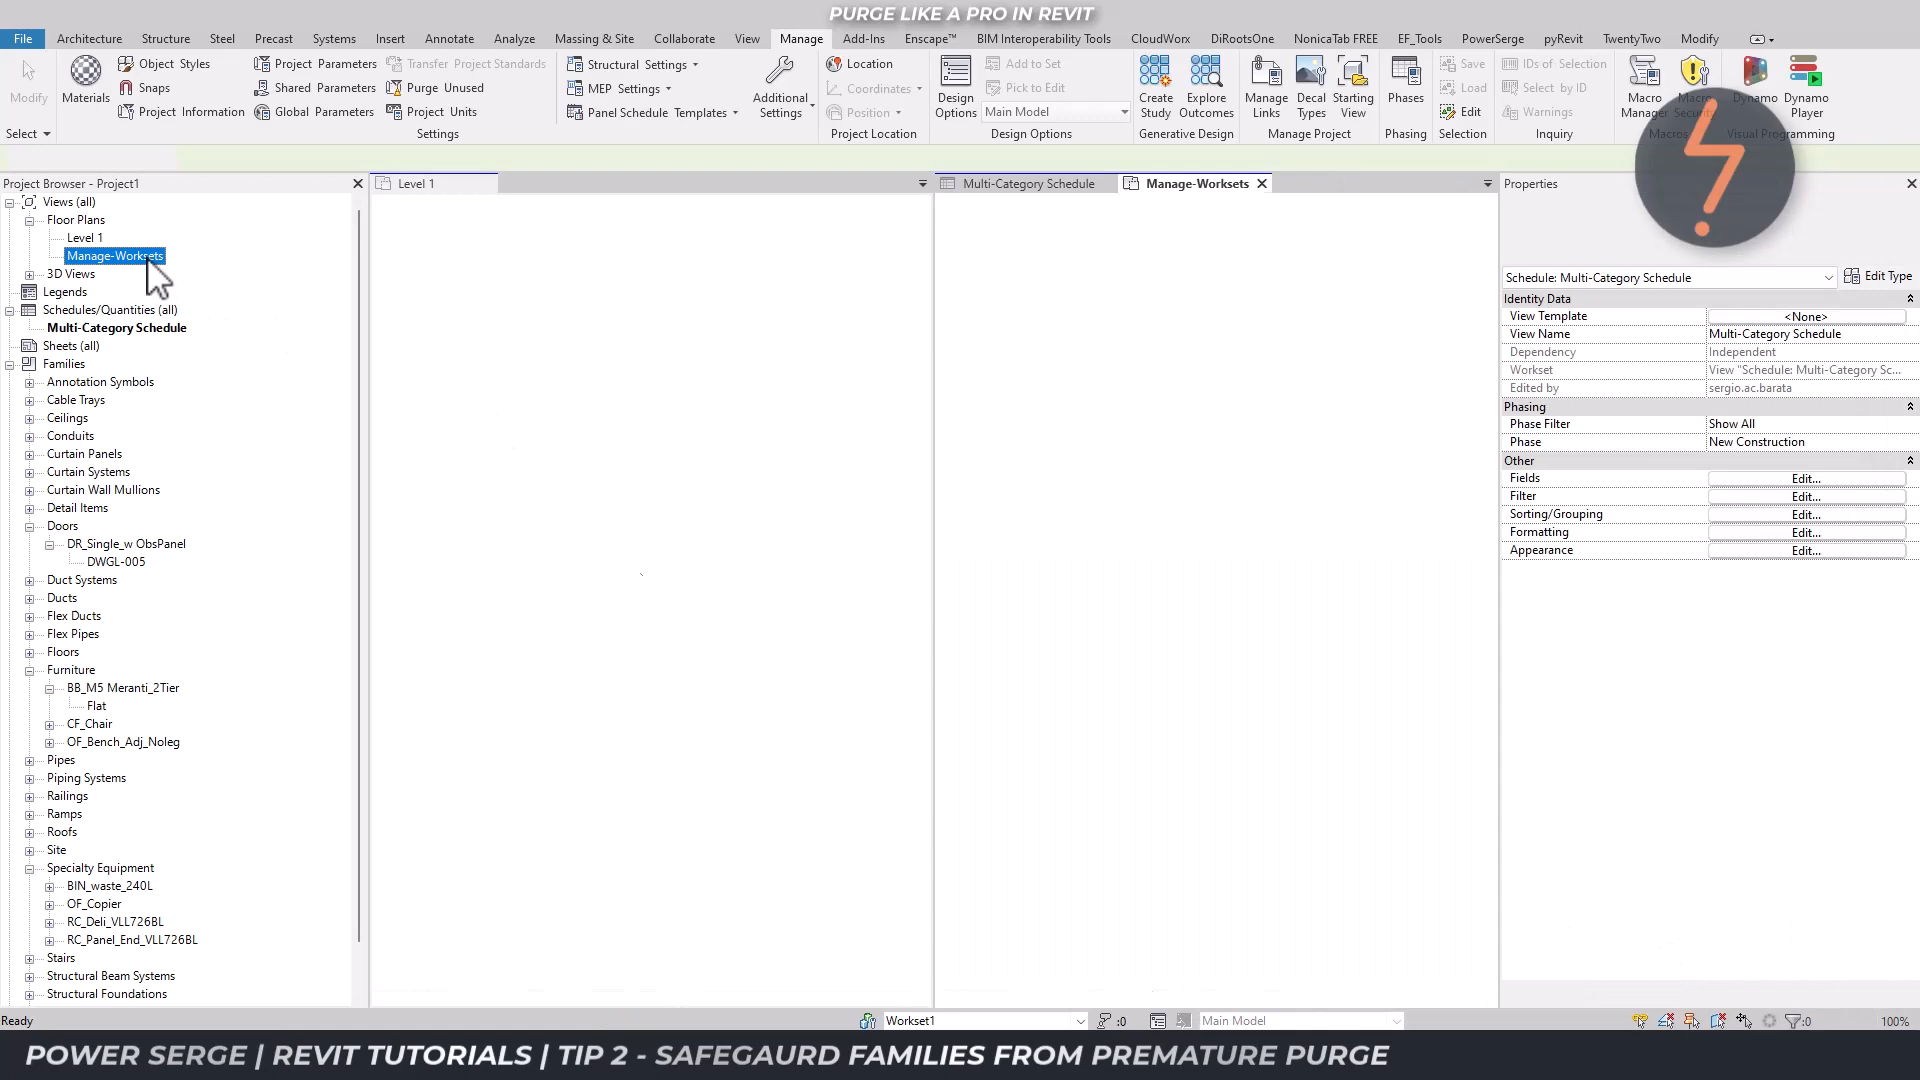 PURGE LIKE A PRO IN REVIT
File Architecture Structure Steel Precast Systems Insert Annotate Analyze Massing & Site Collaborate View Manage Add-Ins Enscape™ BIM Interoperability Tools CloudWorx DiRootsOne NonicaTab FREE EF_Tools PowerSerge pyRevit TwentyTwo Modify
Modify
Select
Materials
Object Styles
Snaps
Project Information
Project Parameters
Shared Parameters
Global Parameters
Transfer Project Standards
Purge Unused
Project Units
Settings
Structural Settings
MEP Settings
Panel Schedule Templates
Additional Settings
Location
Coordinates
Position
Project Location
Design Options
Add to Set
Pick to Edit
Main Model
Design Options
Create Study
Explore Outcomes
Generative Design
Manage Links
Decal Types
Starting View
Manage Project
Phases
Phasing
Save
Load
Edit
Selection
IDs of Selection
Select by ID
Warnings
Inquiry
Macro Manager
Macro Security
Macros
Dynamo
Dynamo Player
Visual Programming
Project Browser - Project1
Views (all)
Floor Plans
Level 1
Manage-Worksets
3D Views
Legends
Schedules/Quantities (all)
Multi-Category Schedule
Sheets (all)
Families
Annotation Symbols
Cable Trays
Ceilings
Conduits
Curtain Panels
Curtain Systems
Curtain Wall Mullions
Detail Items
Doors
DR_Single_w ObsPanel
DWGL-005
Duct Systems
Ducts
Flex Ducts
Flex Pipes
Floors
Furniture
BB_M5 Meranti_2Tier
Flat
CF_Chair
OF_Bench_Adj_Noleg
Pipes
Piping Systems
Railings
Ramps
Roofs
Site
Specialty Equipment
BIN_waste_240L
OF_Copier
RC_Deli_VLL726BL
RC_Panel_End_VLL726BL
Stairs
Structural Beam Systems
Structural Foundations
Level 1
Multi-Category Schedule
Manage-Worksets
Properties
Schedule: Multi-Category Schedule
Edit Type
Identity Data
View Template <None>
View Name Multi-Category Schedule
Dependency Independent
Workset View "Schedule: Multi-Category Sc...
Edited by sergio.ac.barata
Phasing
Phase Filter Show All
Phase New Construction
Other
Fields Edit...
Filter Edit...
Sorting/Grouping Edit...
Formatting Edit...
Appearance Edit...
Ready
Workset1
:0
Main Model
:0
100%
POWER SERGE | REVIT TUTORIALS | TIP 2 - SAFEGAURD FAMILIES FROM PREMATURE PURGE